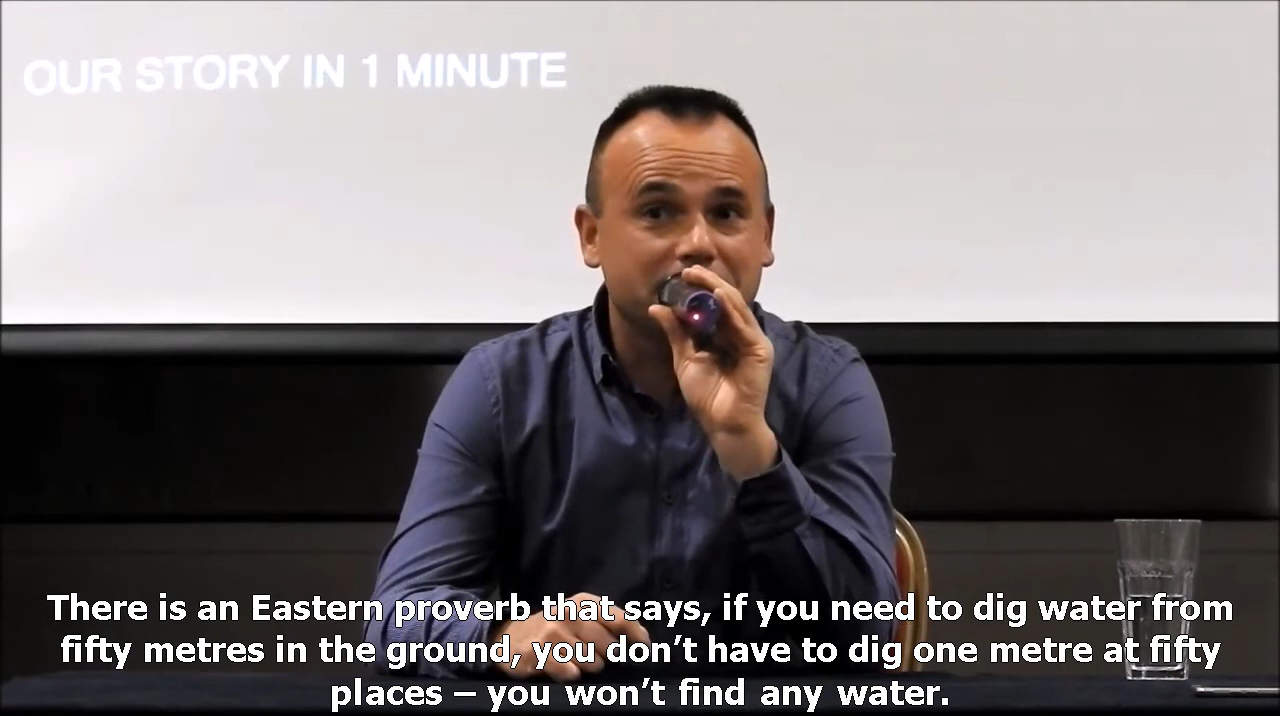 OUR STORY IN 1 MINUTE
There is an Eastern proverb that says, if you need to dig water from
fifty metres in the ground, you don’t have to dig one metre at fifty
places – you won’t find any water.